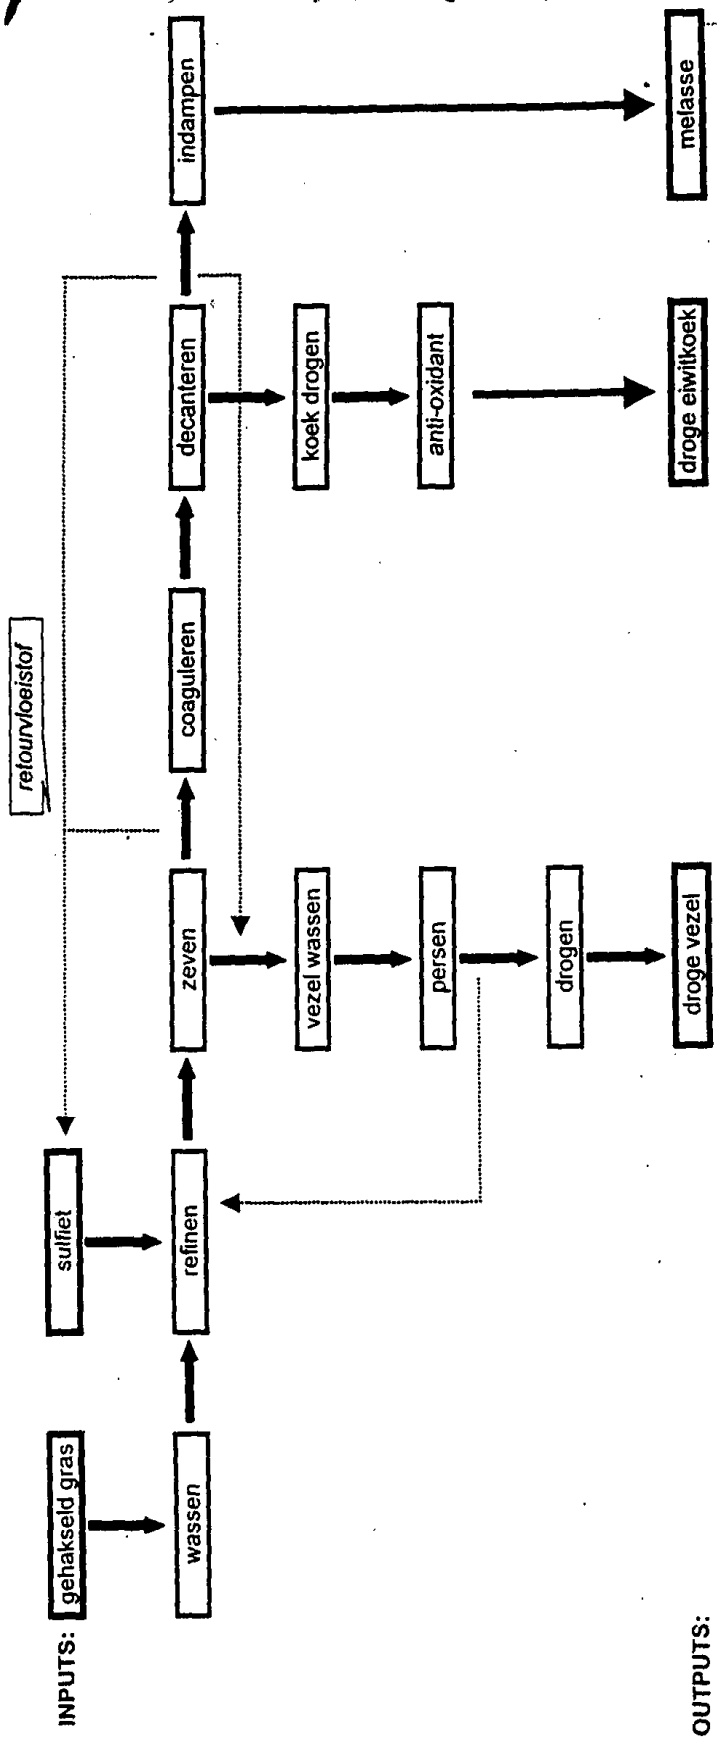 retourvloeistof
INPUTS:
gehakseld gras
sulfiet
wassen
refinen
zeven
coaguleren
decanteren
indampen
vezel wassen
koek drogen
persen
anti-oxidant
drogen
OUTPUTS:
droge vezel
droge eiwitkoek
melasse